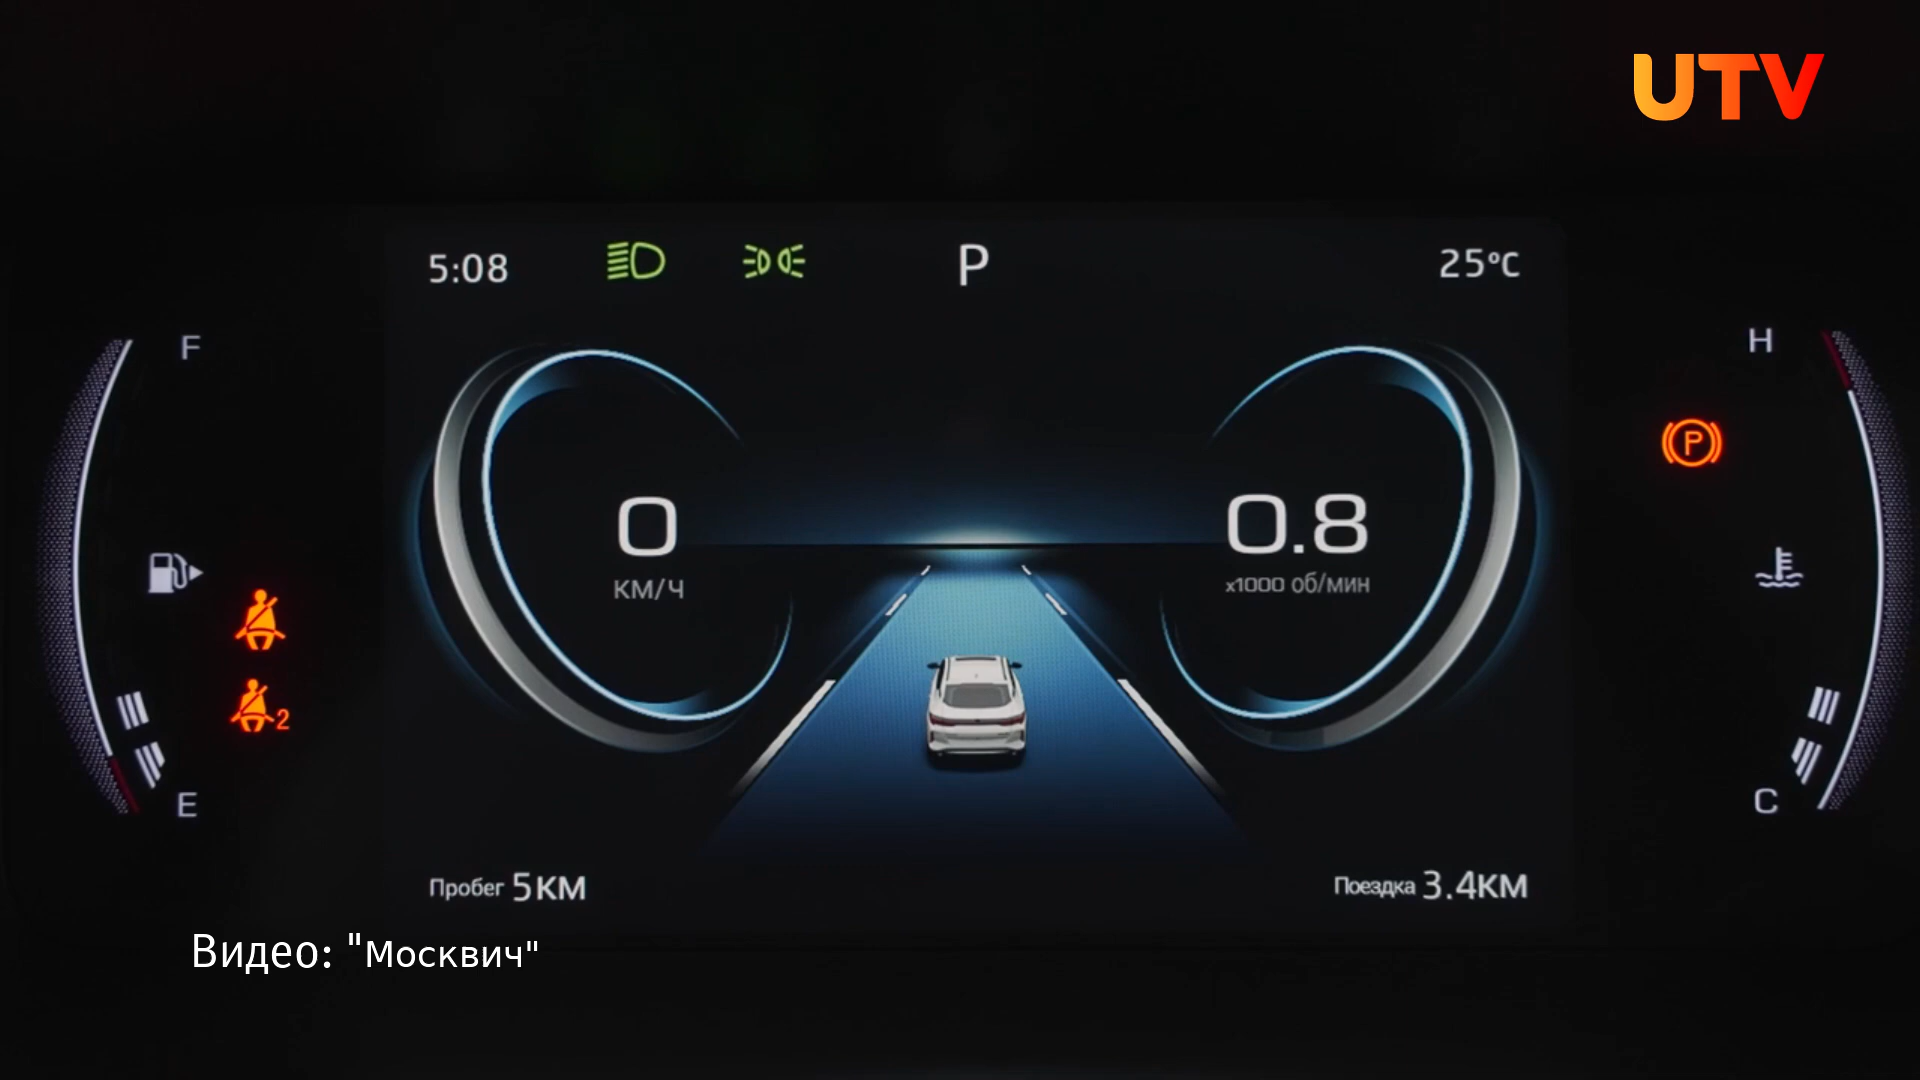 UTV
5:08
P
25°C
F
H
P
0
0.8
км/ч
x1000 об/мин
2
E
C
Пробег 5КМ
Поездка 3.4КМ
Видео: "Москвич"